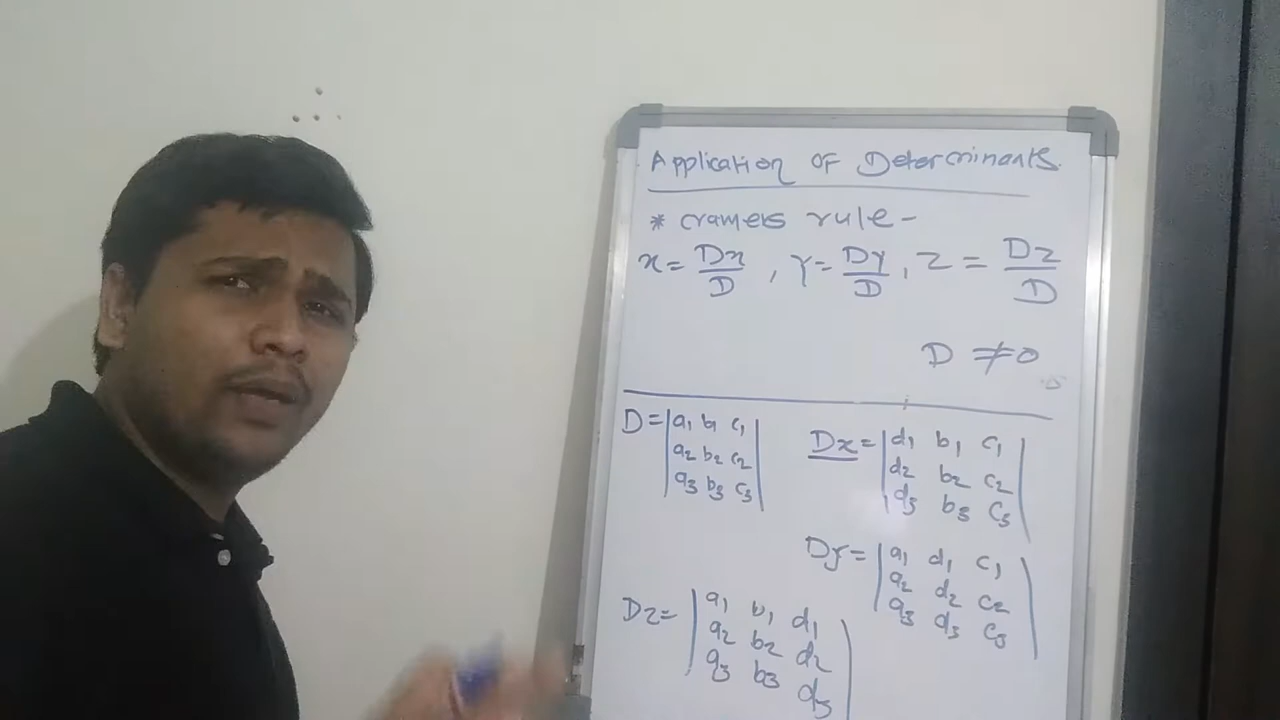 Application of Determinants.
* cramers rule -
x = Dx/D , Y = Dy/D , Z = Dz/D
D ≠ 0
D = |a1 b1 c1|
|a2 b2 c2|
|a3 b3 c3|
Dx = |d1 b1 c1|
|d2 b2 c2|
|d3 b3 c3|
Dy = |a1 d1 c1|
|a2 d2 c2|
|a3 d3 c3|
Dz = |a1 b1 d1|
|a2 b2 d2|
|a3 b3 d3|